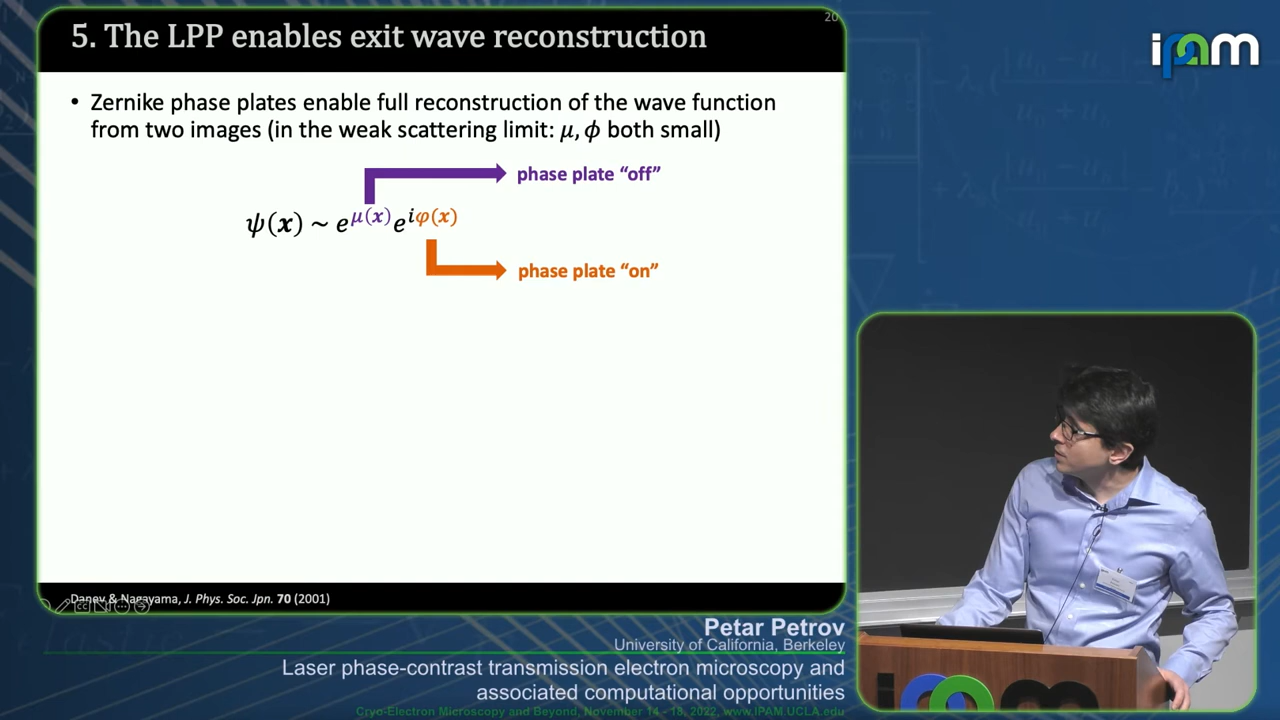 20
5. The LPP enables exit wave reconstruction
ipam
• Zernike phase plates enable full reconstruction of the wave function
from two images (in the weak scattering limit: μ, ϕ both small)
phase plate “off”
ψ(x) ~ e^μ(x) e^iφ(x)
phase plate “on”
Danev & Nagayama, J. Phys. Soc. Jpn. 70 (2001)
Petar Petrov
University of California, Berkeley
Laser phase-contrast transmission electron microscopy and
associated computational opportunities
Cryo-Electron Microscopy and Beyond, November 14 - 18, 2022, www.IPAM.UCLA.edu